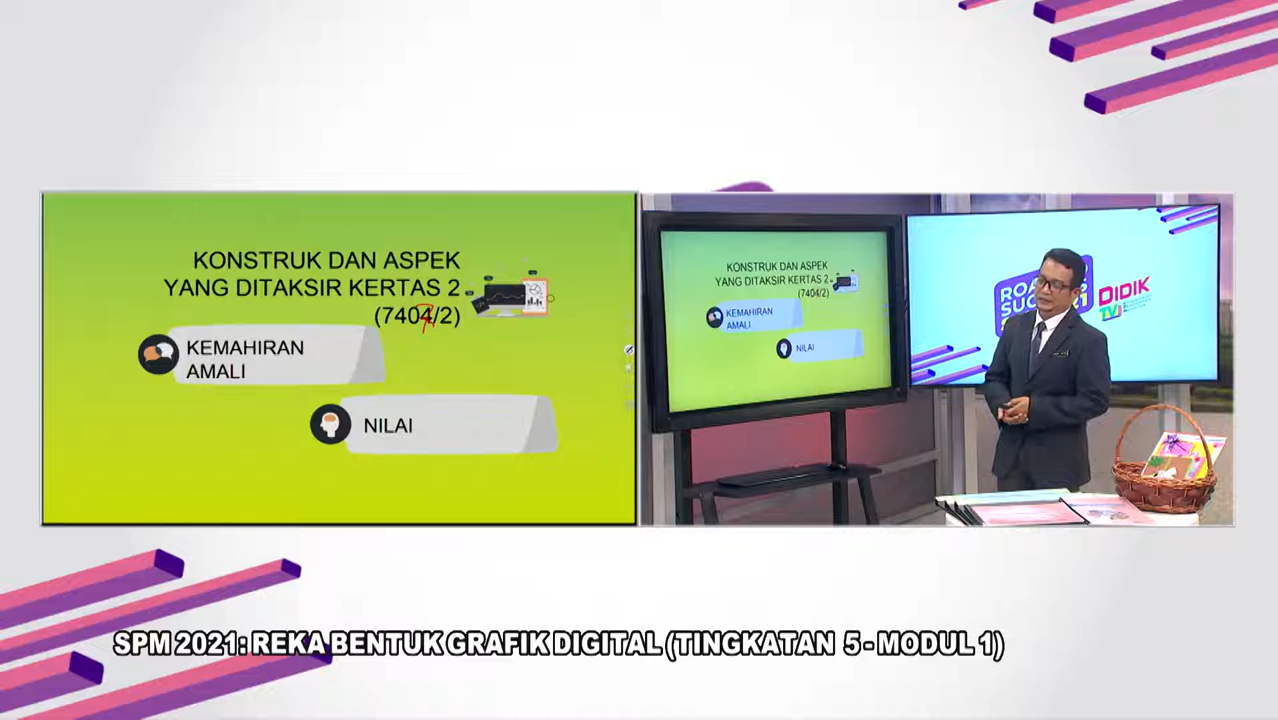 KONSTRUK DAN ASPEK
YANG DITAKSIR KERTAS 2
(7404/2)
KEMAHIRAN
AMALI
NILAI
KONSTRUK DAN ASPEK
YANG DITAKSIR KERTAS 2
(7404/2)
KEMAHIRAN
AMALI
NILAI
DIDIK
TV
SPM 2021: REKA BENTUK GRAFIK DIGITAL (TINGKATAN 5 - MODUL 1)